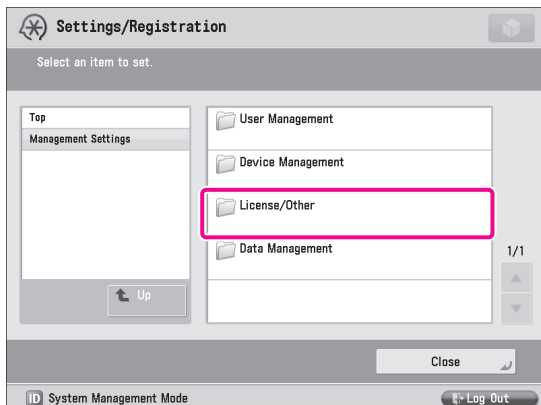 Settings/Registration
Select an item to set.
Top
Management Settings
Up
User Management
Device Management
License/Other
Data Management
1/1
Close
ID System Management Mode
Log Out